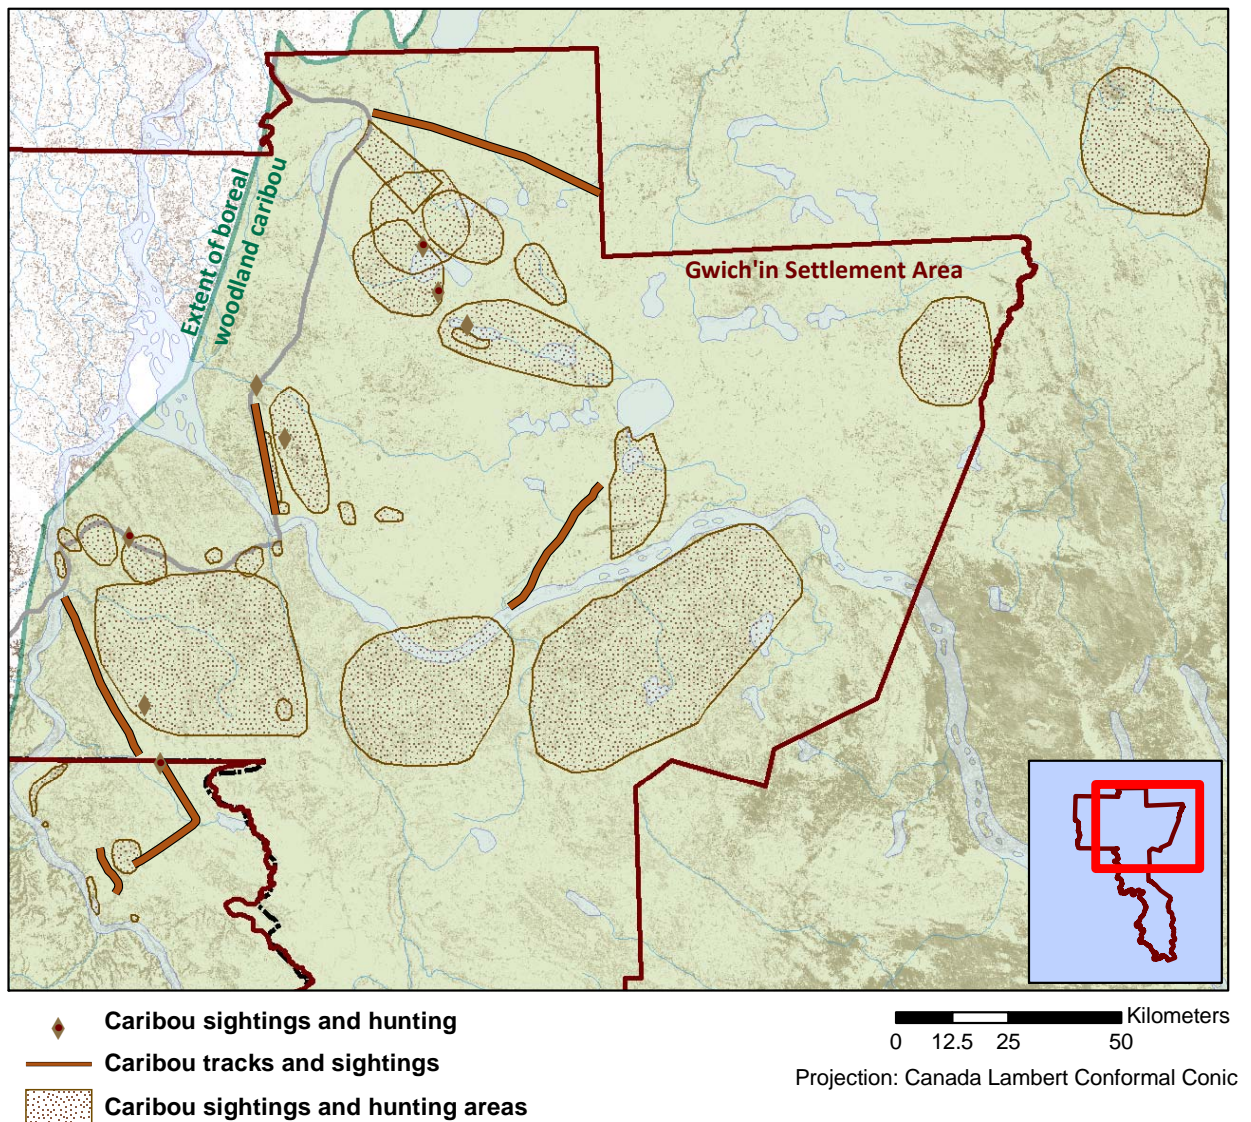 Extent of boreal
woodland caribou
Gwich'in Settlement Area
Caribou sightings and hunting
Caribou tracks and sightings
Caribou sightings and hunting areas
Kilometers
0 12.5 25 50
Projection: Canada Lambert Conformal Conic